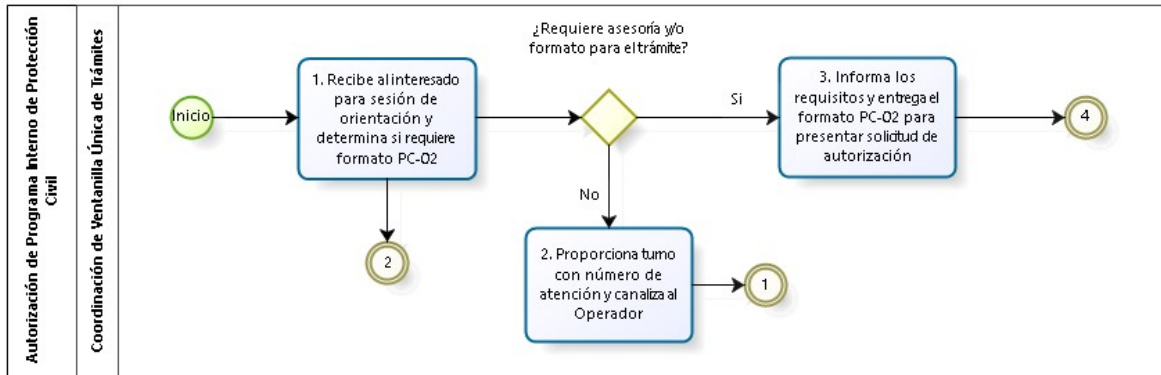 Autorización de Programa Interno de Protección
Civil
Coordinación de Ventanilla Única de Trámites
Inicio
1. Recibe al interesado
para sesión de
orientación y
determina si requiere
formato PC-02
2
¿Requiere asesoría y/o
formato para el trámite?
Si
No
3. Informa los
requisitos y entrega el
formato PC-02 para
presentar solicitud de
autorización
4
2. Proporciona turno
con número de
atención y canaliza al
Operador
1